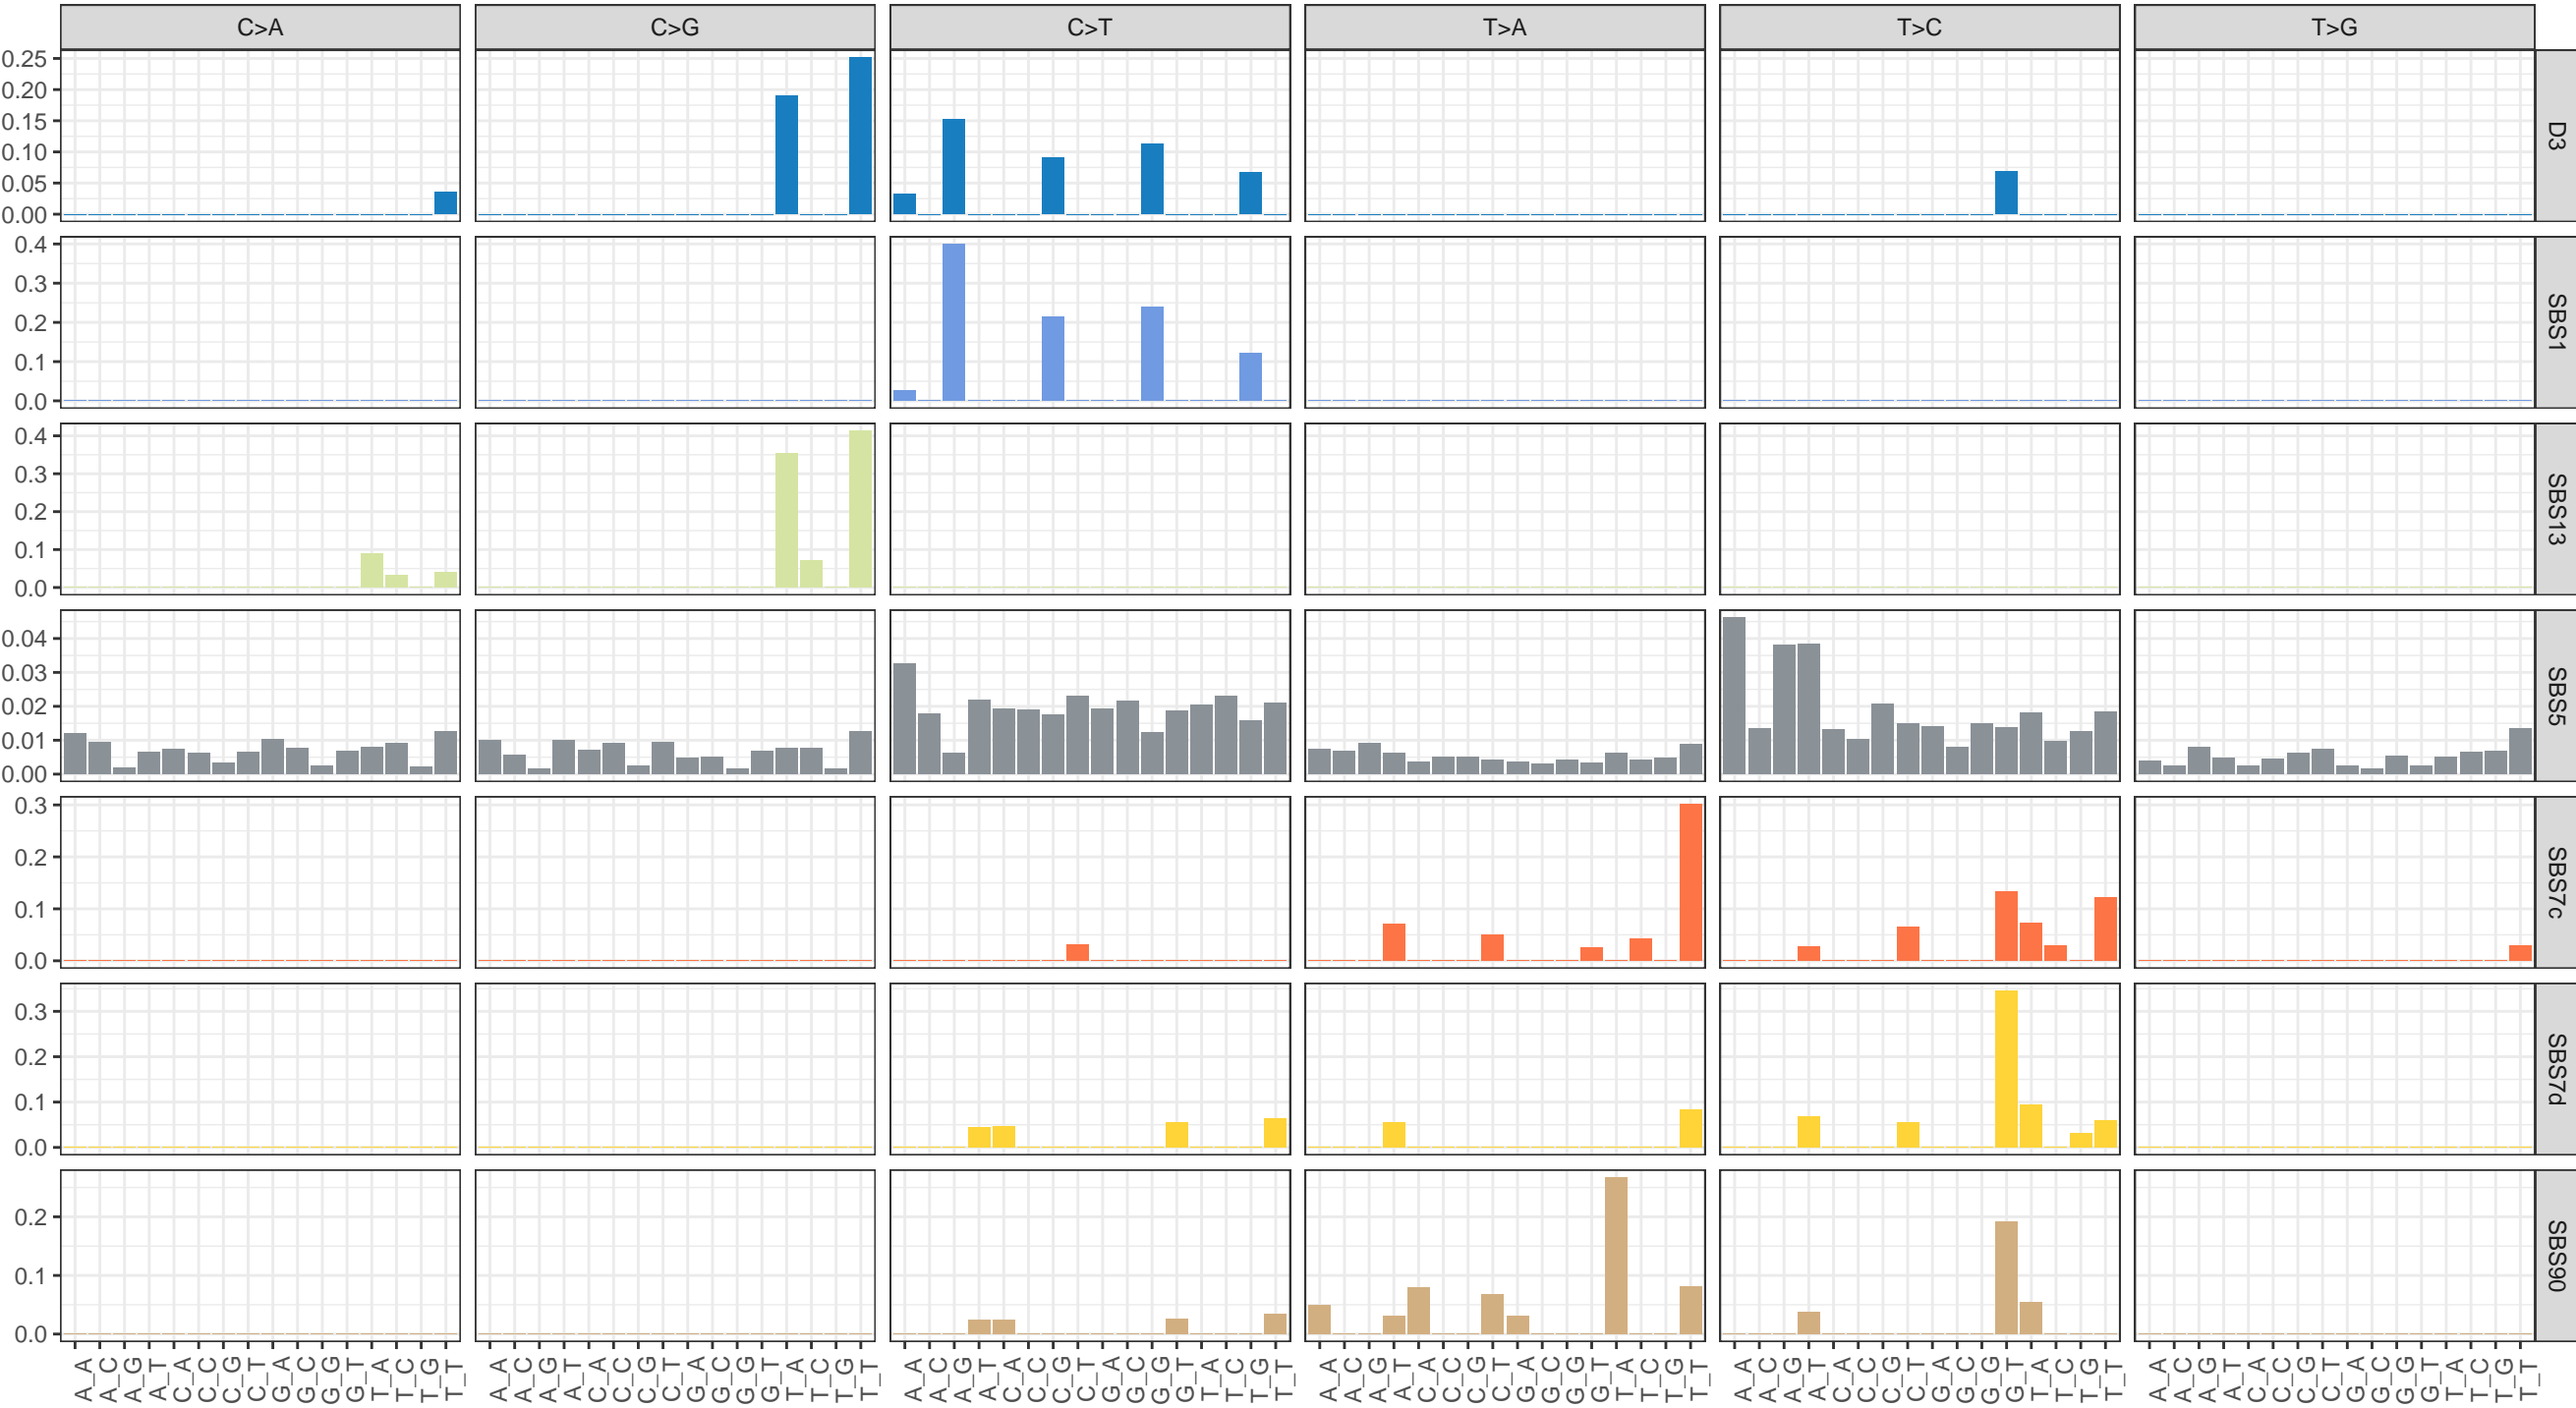 C>A C>G C>T T>A T>C T>G
0.25
0.20
0.15
0.10
0.05
0.00
D3
0.4
0.3
0.2
0.1
0.0
SBS1
0.4
0.3
0.2
0.1
0.0
SBS13
0.04
0.03
0.02
0.01
0.00
SBS5
0.3
0.2
0.1
0.0
SBS7c
0.3
0.2
0.1
0.0
SBS7d
0.2
0.1
0.0
SBS90
A_A A_C A_G A_T C_A C_C C_G C_T G_A G_C G_G G_T T_A T_C T_G T_T
A_A A_C A_G A_T C_A C_C C_G C_T G_A G_C G_G G_T T_A T_C T_G T_T
A_A A_C A_G A_T C_A C_C C_G C_T G_A G_C G_G G_T T_A T_C T_G T_T
A_A A_C A_G A_T C_A C_C C_G C_T G_A G_C G_G G_T T_A T_C T_G T_T
A_A A_C A_G A_T C_A C_C C_G C_T G_A G_C G_G G_T T_A T_C T_G T_T
A_A A_C A_G A_T C_A C_C C_G C_T G_A G_C G_G G_T T_A T_C T_G T_T